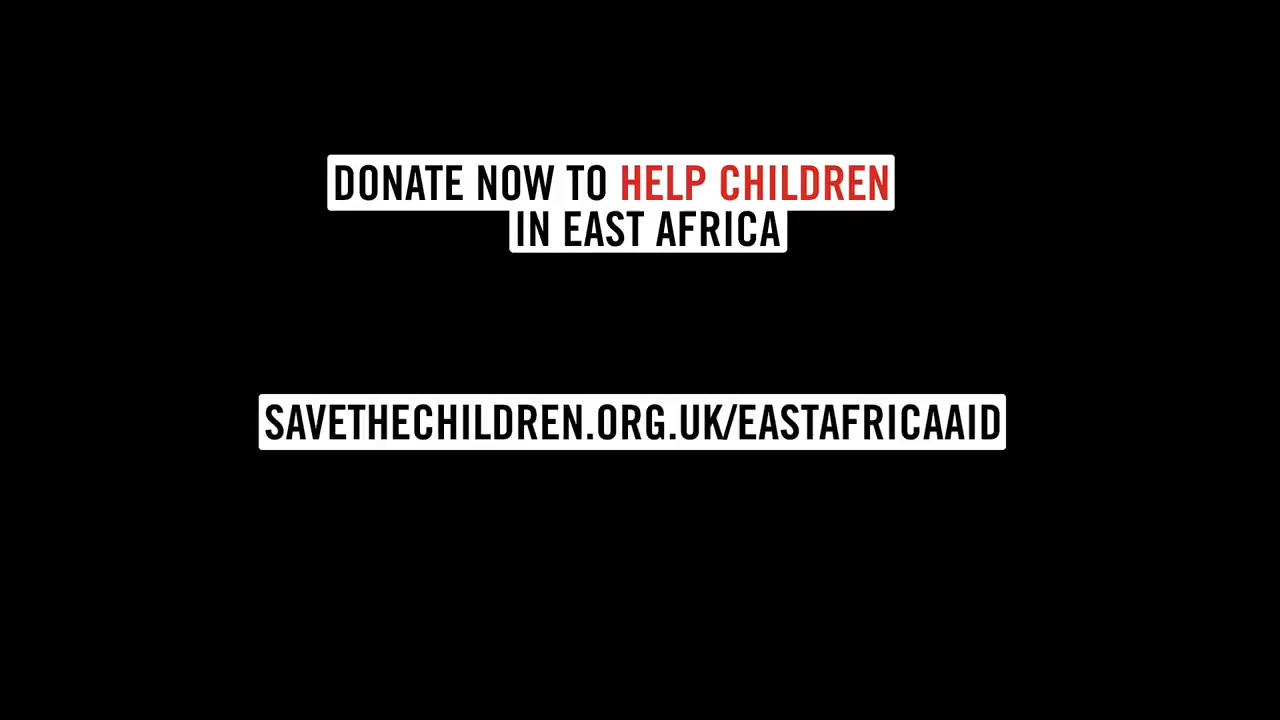 DONATE NOW TO HELP CHILDREN
IN EAST AFRICA
SAVETHECHILDREN.ORG.UK/EASTAFRICAAID